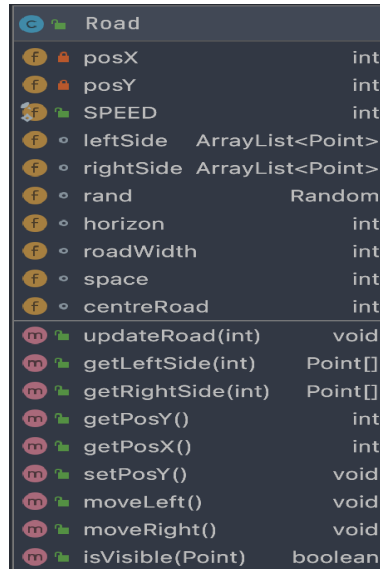 C Road
f posX int
f posY int
f SPEED int
f leftSide ArrayList<Point>
f rightSide ArrayList<Point>
f rand Random
f horizon int
f roadWidth int
f space int
f centreRoad int
m updateRoad(int) void
m getLeftSide(int) Point[]
m getRightSide(int) Point[]
m getPosY() int
m getPosX() int
m setPosY() void
m moveLeft() void
m moveRight() void
m isVisible(Point) boolean